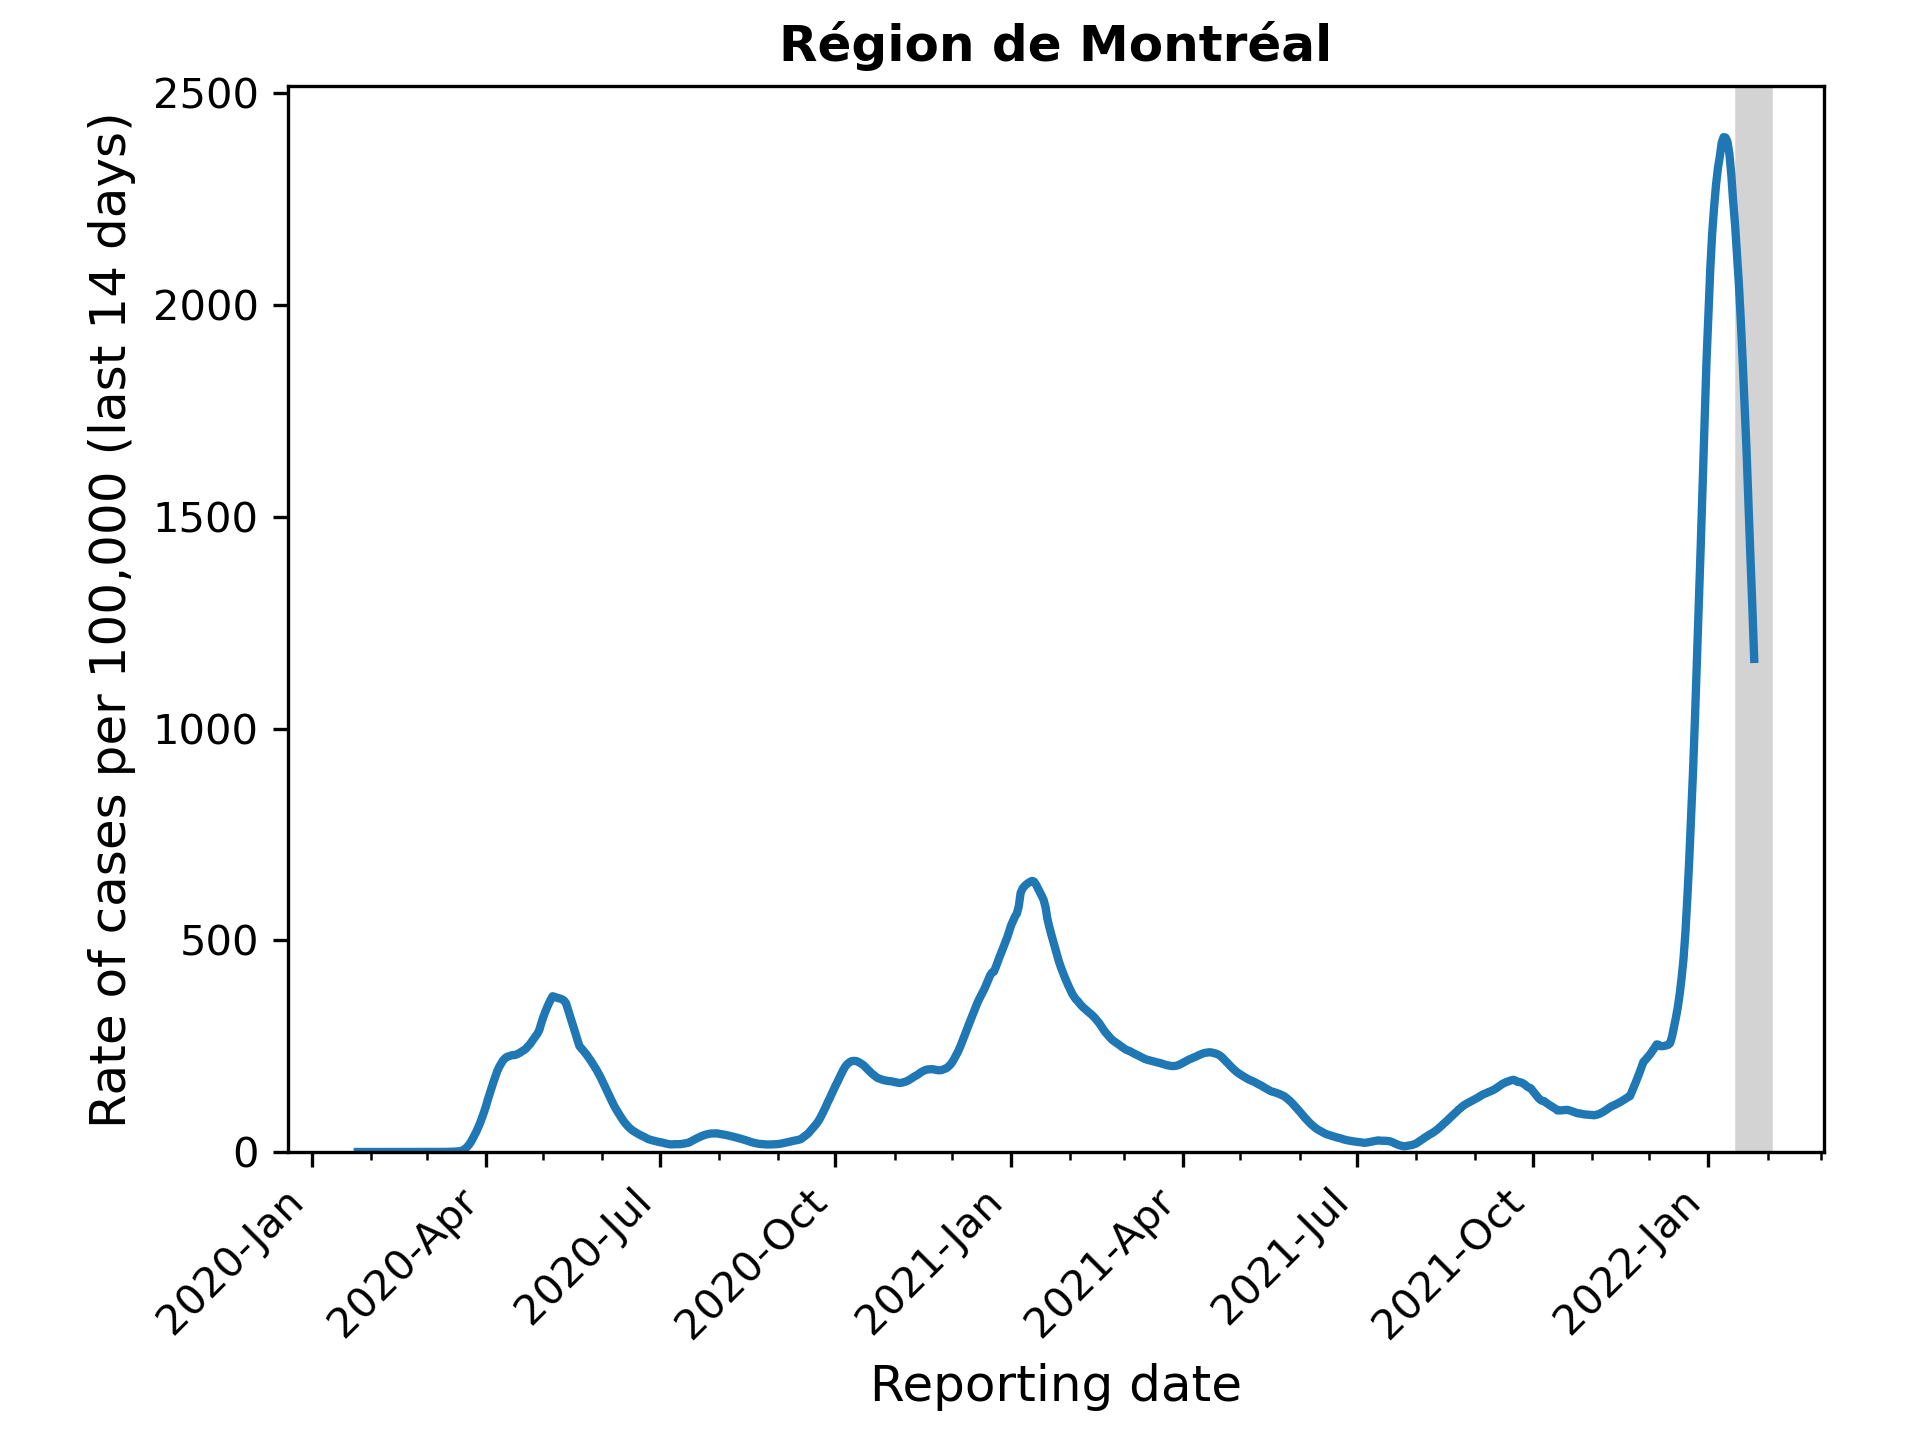 Région de Montréal
Rate of cases per 100,000 (last 14 days)
2500
2000
1500
1000
500
0
2020-Jan
2020-Apr
2020-Jul
2020-Oct
2021-Jan
2021-Apr
2021-Jul
2021-Oct
2022-Jan
Reporting date